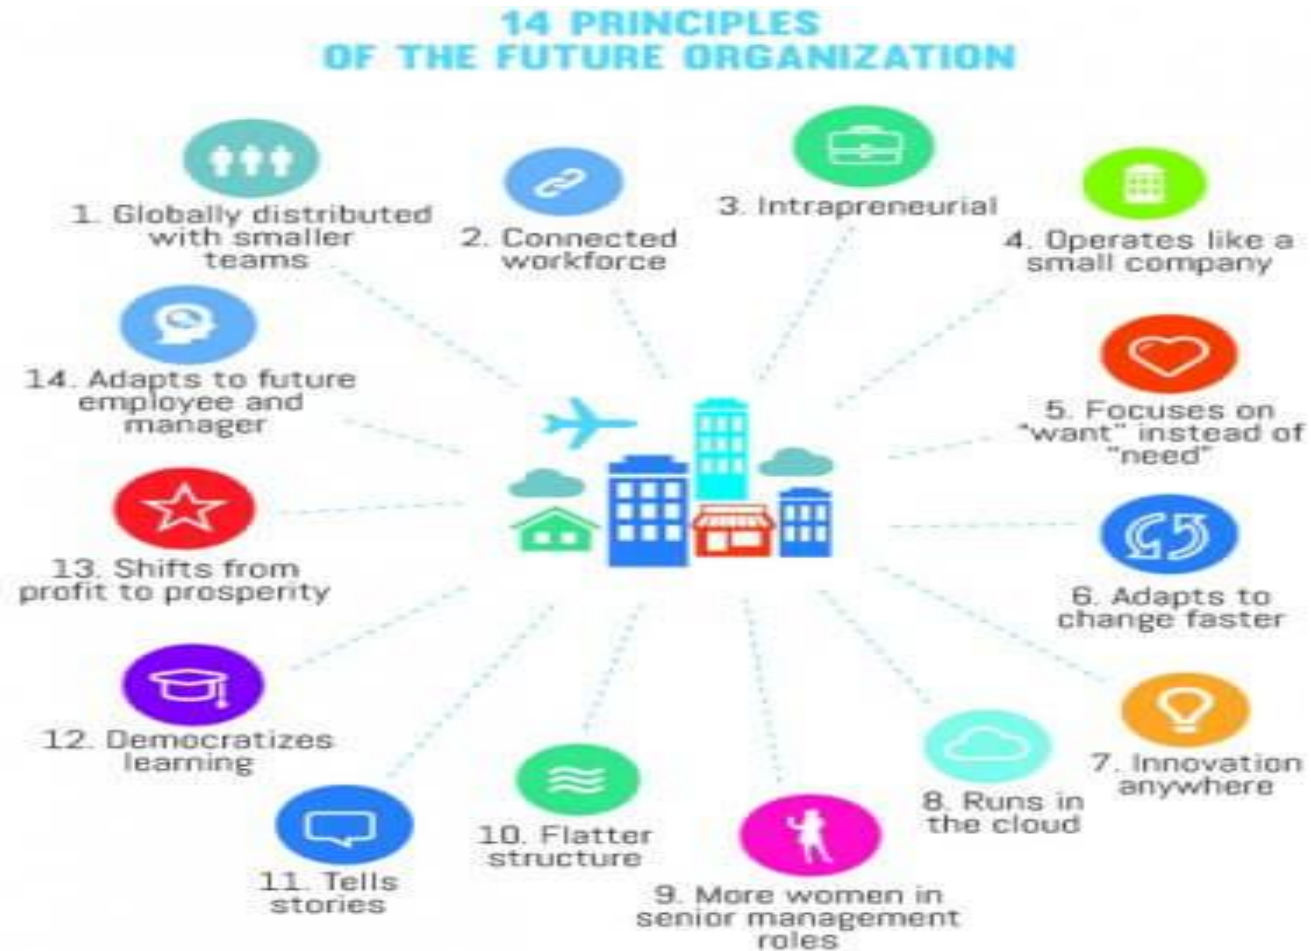 14 PRINCIPLES
OF THE FUTURE ORGANIZATION
1. Globally distributed
with smaller
teams
2. Connected
workforce
3. Intrapreneurial
4. Operates like a
small company
5. Focuses on
"want" instead of
"need"
6. Adapts to
change faster
7. Innovation
anywhere
8. Runs in
the cloud
9. More women in
senior management
roles
10. Flatter
structure
11. Tells
stories
12. Democratizes
learning
13. Shifts from
profit to prosperity
14. Adapts to future
employee and
manager